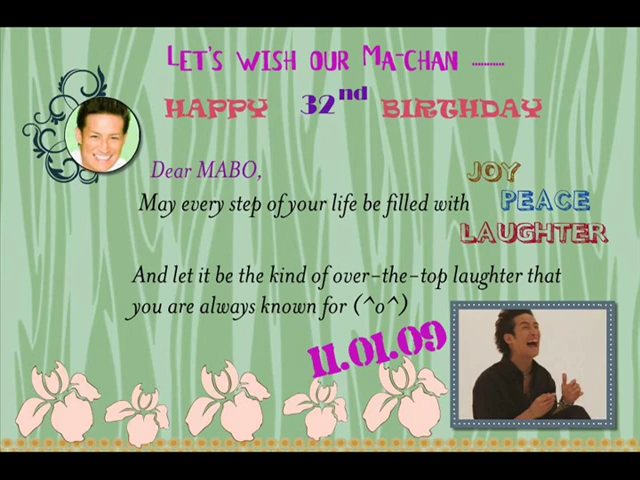 LET'S WISH OUR MA-CHAN ...........
HAPPY 32nd BIRTHDAY
Dear MABO,
May every step of your life be filled with
JOY
PEACE
LAUGHTER
And let it be the kind of over-the-top laughter that
you are always known for (^o^)
11.01.09